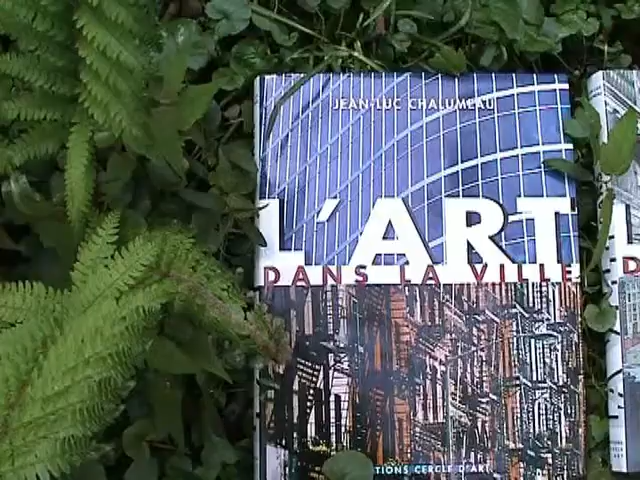 JEAN-LUC CHALUMEAU
L'ART
DANS LA VILLE
TIONS CERCLE D'ART